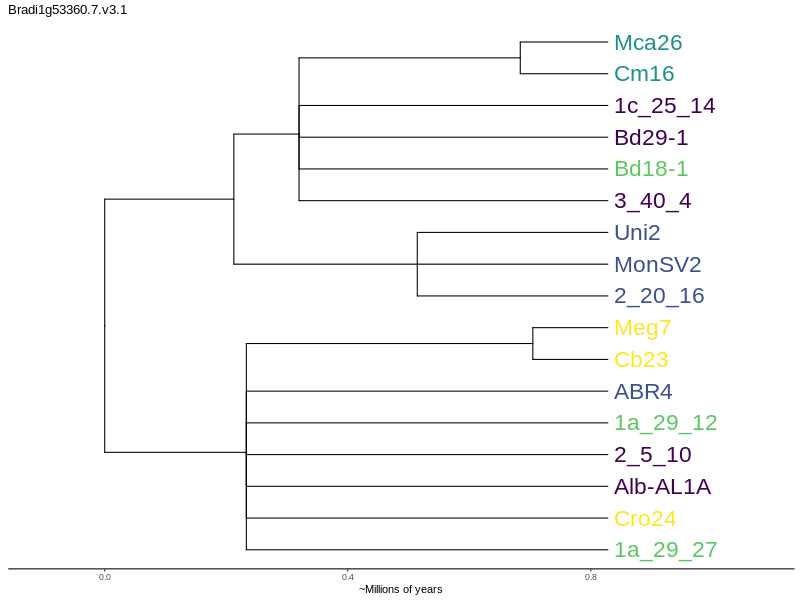 Bradi1g53360.7.v3.1
Mca26
Cm16
1c_25_14
Bd29-1
Bd18-1
3_40_4
Uni2
MonSV2
2_20_16
Meg7
Cb23
ABR4
1a_29_12
2_5_10
Alb-AL1A
Cro24
1a_29_27
0.0 0.4 0.8
~Millions of years